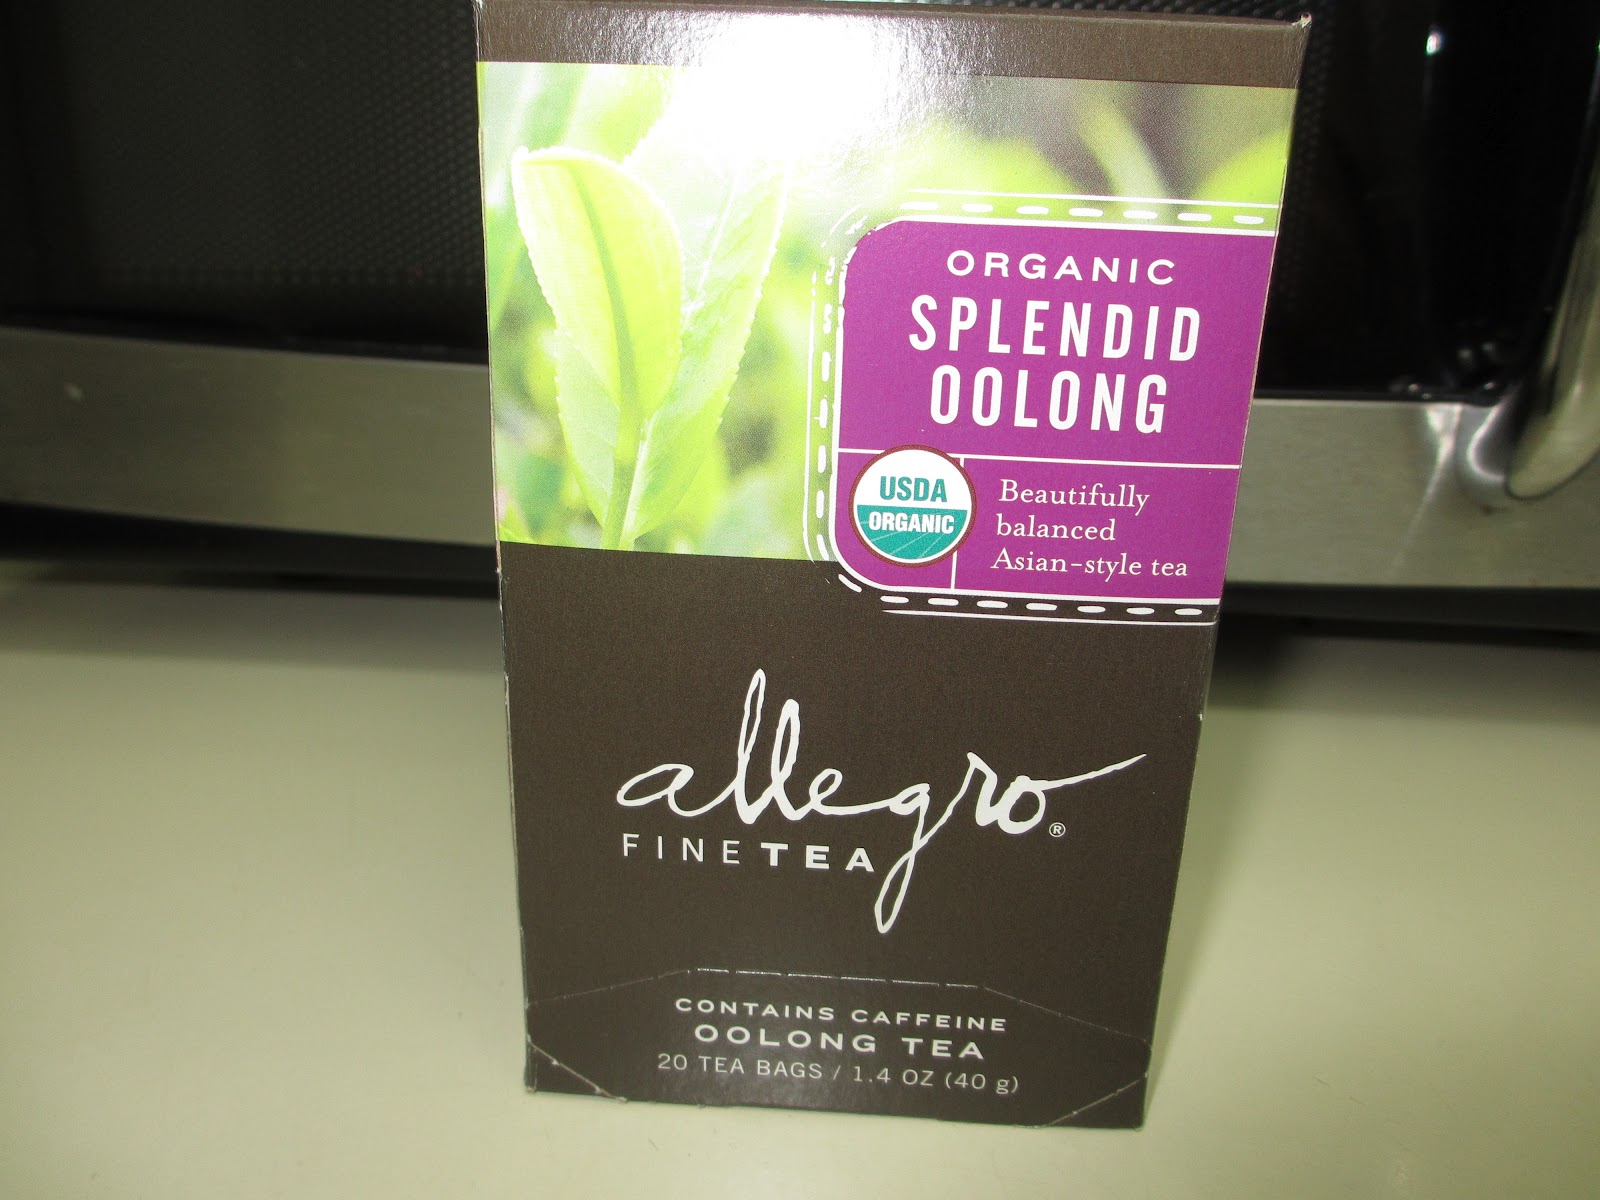 ORGANIC
SPLENDID
OOLONG
USDA
ORGANIC
Beautifully
balanced
Asian-style tea
allegro®
FINETEA
CONTAINS CAFFEINE
OOLONG TEA
20 TEA BAGS / 1.4 OZ (40 g)